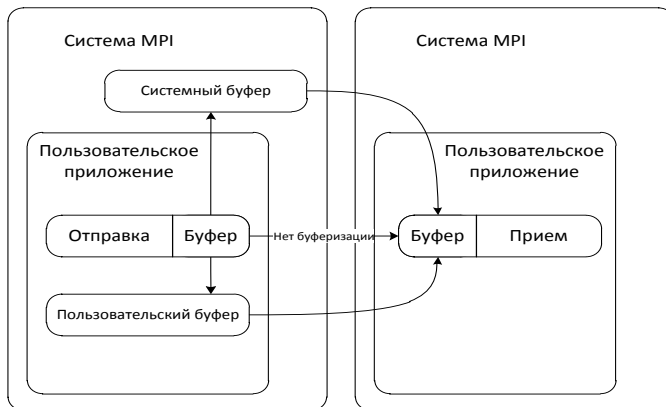 Система MPI
Система MPI
Системный буфер
Пользовательское
приложение
Пользовательское
приложение
Отправка
Буфер
Нет буферизации
Буфер
Прием
Пользовательский буфер